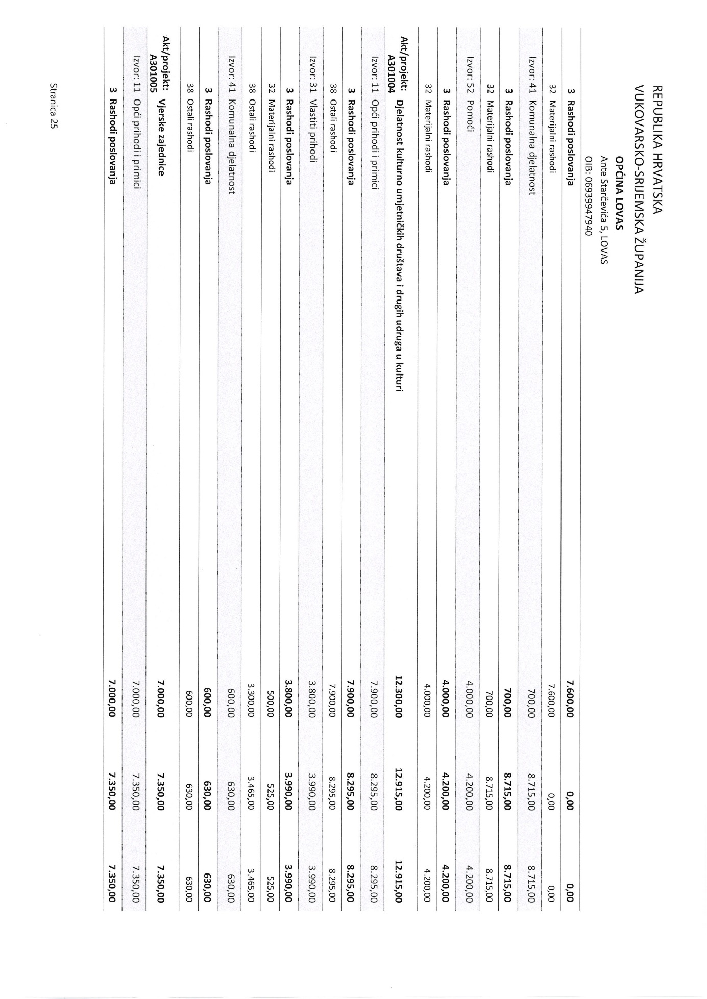 REPUBLIKA HRVATSKA
VUKOVARSKO-SRIJEMSKA ŽUPANIJA
OPĆINA LOVAS
Ante Starčevića 5, LOVAS
OIB: 06939947940
3 Rashodi poslovanja 7.600,00 0,00 0,00
32 Materijalni rashodi 7.600,00 0,00 0,00
Izvor: 41 Komunalna djelatnost 700,00 8.715,00 8.715,00
3 Rashodi poslovanja 700,00 8.715,00 8.715,00
32 Materijalni rashodi 700,00 8.715,00 8.715,00
Izvor: 52 Pomoći 4.000,00 4.200,00 4.200,00
3 Rashodi poslovanja 4.000,00 4.200,00 4.200,00
32 Materijalni rashodi 4.000,00 4.200,00 4.200,00
Akt/projekt: Djelatnost kulturno umjetničkih društava i drugih udruga u kulturi 12.300,00 12.915,00 12.915,00
A301004
Izvor: 11 Opći prihodi i primici 7.900,00 8.295,00 8.295,00
3 Rashodi poslovanja 7.900,00 8.295,00 8.295,00
38 Ostali rashodi 7.900,00 8.295,00 8.295,00
Izvor: 31 Vlastiti prihodi 3.800,00 3.990,00 3.990,00
3 Rashodi poslovanja 3.800,00 3.990,00 3.990,00
32 Materijalni rashodi 500,00 525,00 525,00
38 Ostali rashodi 3.300,00 3.465,00 3.465,00
Izvor: 41 Komunalna djelatnost 600,00 630,00 630,00
3 Rashodi poslovanja 600,00 630,00 630,00
38 Ostali rashodi 600,00 630,00 630,00
Akt/projekt: Vjerske zajednice 7.000,00 7.350,00 7.350,00
A301005
Izvor: 11 Opći prihodi i primici 7.000,00 7.350,00 7.350,00
3 Rashodi poslovanja 7.000,00 7.350,00 7.350,00
Stranica 25